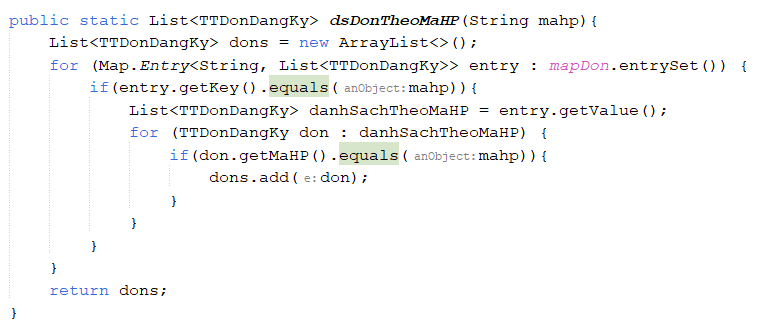 public static List<TTDonDangKy> dsDonTheoMaHP(String mahp){
    List<TTDonDangKy> dons = new ArrayList<>();
    for (Map.Entry<String, List<TTDonDangKy>> entry : mapDon.entrySet()) {
        if(entry.getKey().equals( anObject: mahp)){
            List<TTDonDangKy> danhSachTheoMaHP = entry.getValue();
            for (TTDonDangKy don : danhSachTheoMaHP) {
                if(don.getMaHP().equals( anObject: mahp)){
                    dons.add( e: don);
                }
            }
        }
    }
    return dons;
}